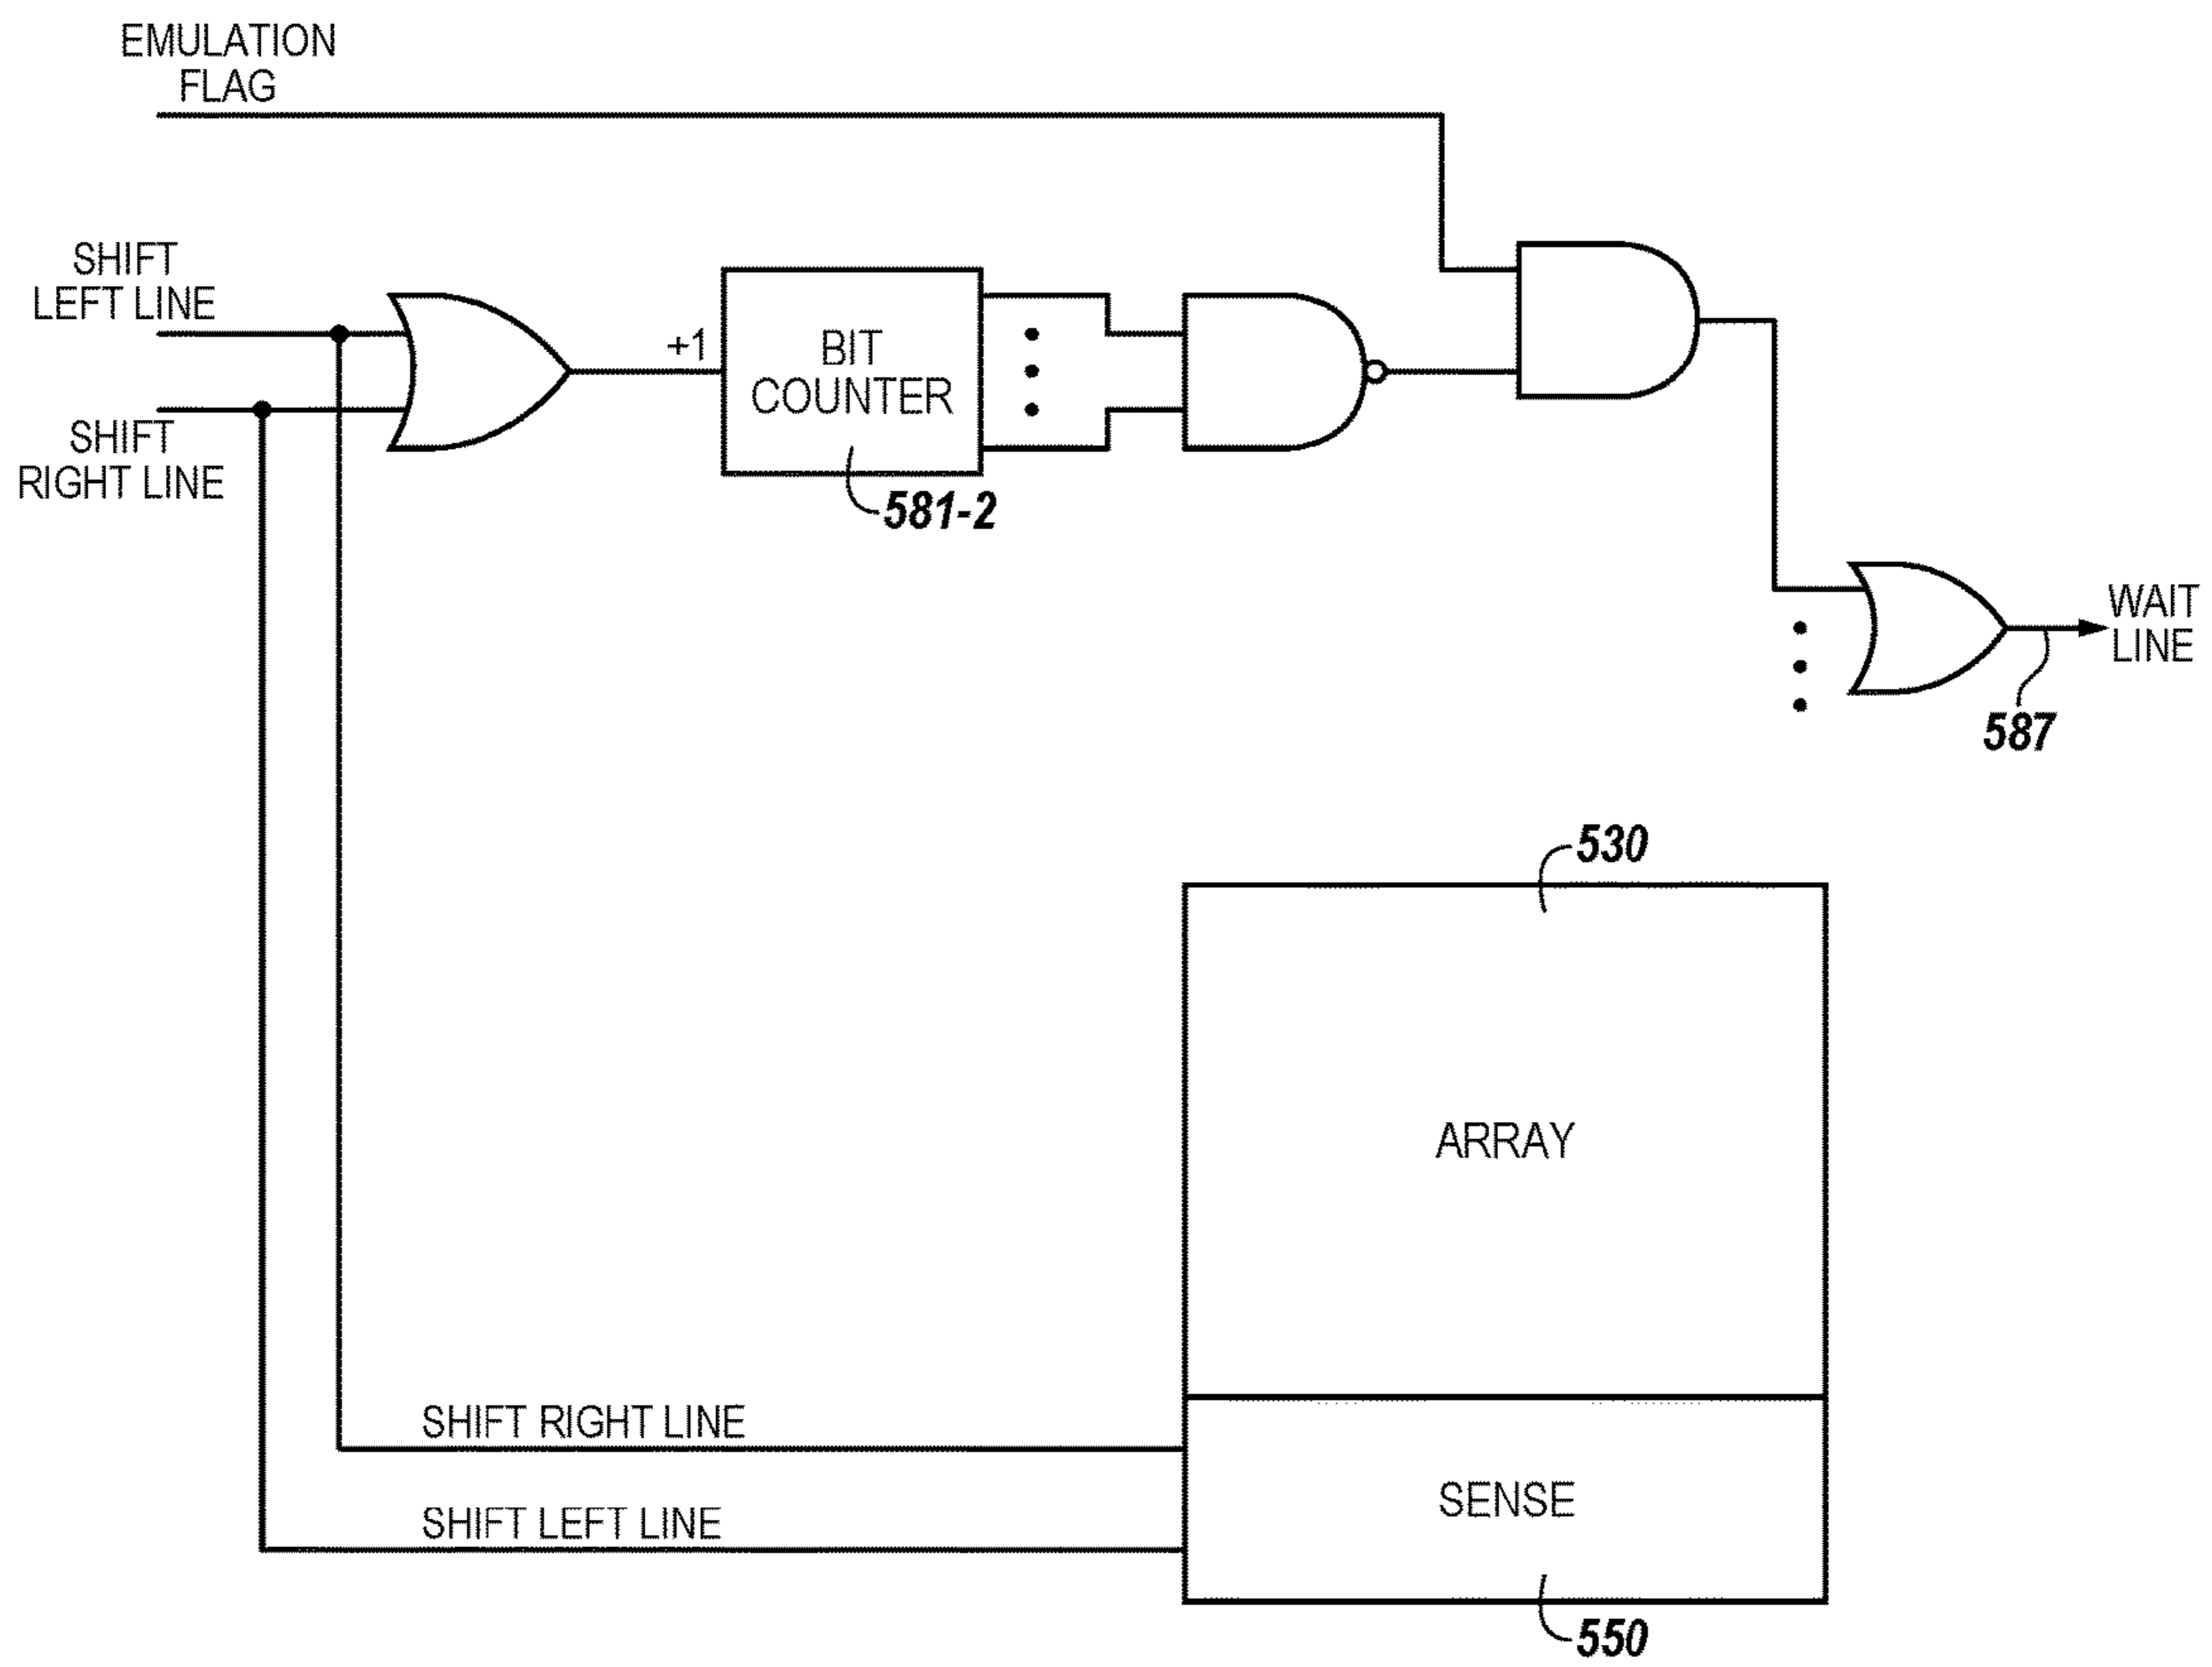 EMULATION
FLAG
SHIFT
LEFT LINE
SHIFT
RIGHT LINE
+1
BIT
COUNTER
581-2
WAIT
LINE
587
530
ARRAY
SHIFT RIGHT LINE
SENSE
SHIFT LEFT LINE
550